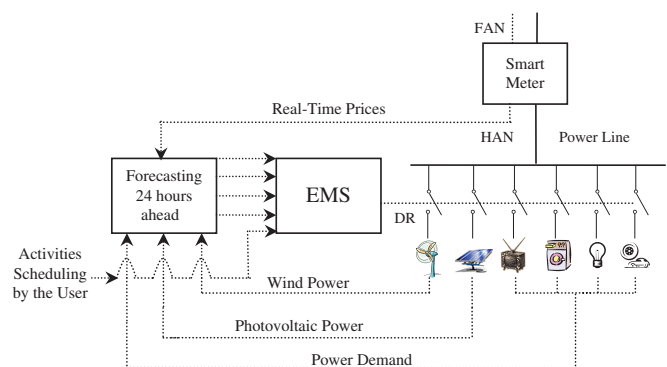 FAN
Smart
Meter
Real-Time Prices
HAN
Power Line
Forecasting
24 hours
ahead
EMS
DR
Activities
Scheduling
by the User
Wind Power
Photovoltaic Power
Power Demand